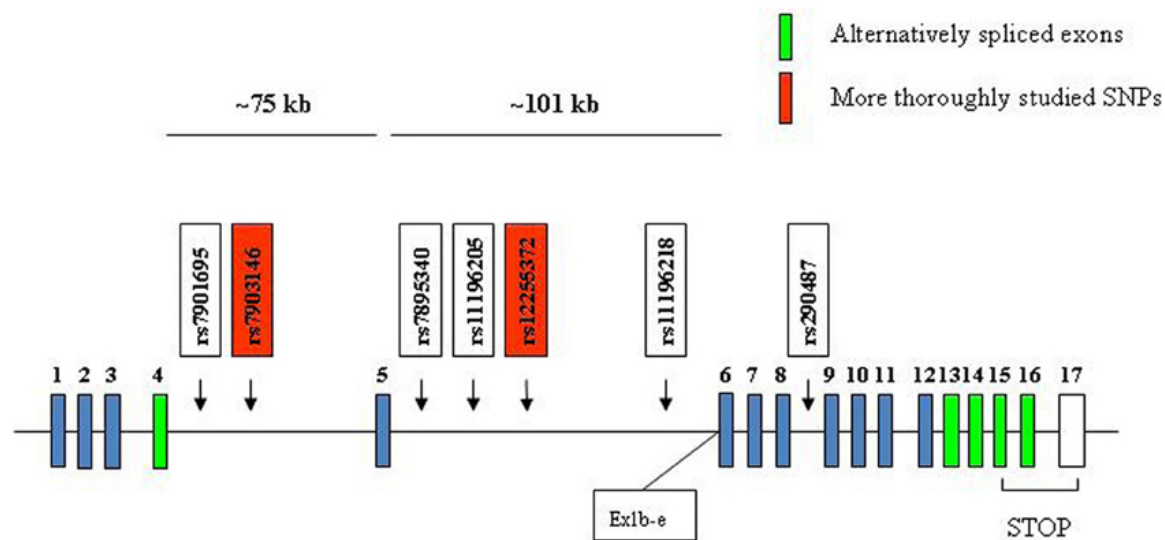 Alternatively spliced exons
More thoroughly studied SNPs
~75 kb
~101 kb
rs7901695
rs7903146
rs7895340
rs11196205
rs12255372
rs11196218
rs290487
1 2 3 4 5 6 7 8 9 10 11 12 13 14 15 16 17
Ex1b-e
STOP